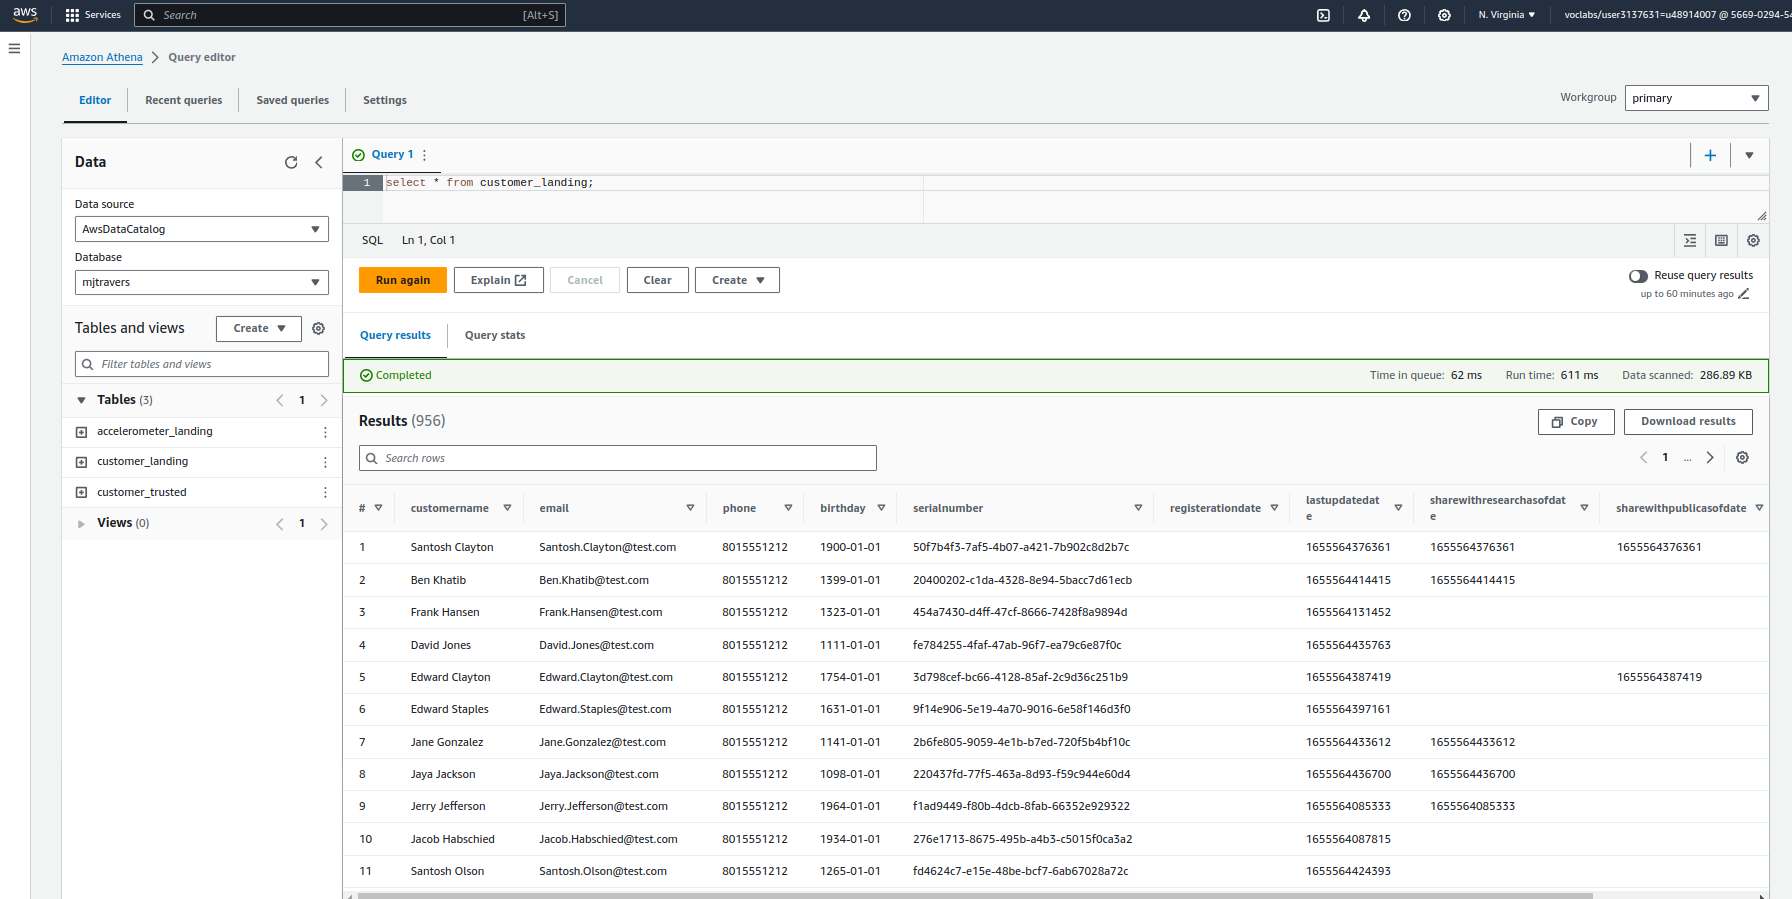 aws
Services
Search
[Alt+S]
N. Virginia
voclabs/user3137631=u48914007 @ 5669-0294-54
Amazon Athena
Query editor
Editor
Recent queries
Saved queries
Settings
Workgroup
primary
Data
Data source
AwsDataCatalog
Database
mjtravers
Tables and views
Create
Filter tables and views
Tables (3)
1
accelerometer_landing
customer_landing
customer_trusted
Views (0)
1
Query 1
1 select * from customer_landing;
SQL
Ln 1, Col 1
Run again
Explain
Cancel
Clear
Create
Reuse query results
up to 60 minutes ago
Query results
Query stats
Completed
Time in queue: 62 ms
Run time: 611 ms
Data scanned: 286.89 KB
Results (956)
Copy
Download results
Search rows
1 ...
# customername email phone birthday serialnumber registerationdate lastupdatedate sharewithresearchasofdate sharewithpublicasofdate
1 Santosh Clayton Santosh.Clayton@test.com 8015551212 1900-01-01 50f7b4f3-7af5-4b07-a421-7b902c8d2b7c 1655564376361 1655564376361 1655564376361
2 Ben Khatib Ben.Khatib@test.com 8015551212 1399-01-01 20400202-c1da-4328-8e94-5bacc7d61ecb 1655564414415 1655564414415
3 Frank Hansen Frank.Hansen@test.com 8015551212 1323-01-01 454a7430-d4ff-47cf-8666-7428f8a9894d 1655564131452
4 David Jones David.Jones@test.com 8015551212 1111-01-01 fe784255-4faf-47ab-96f7-ea79c6e87f0c 1655564435763
5 Edward Clayton Edward.Clayton@test.com 8015551212 1754-01-01 3d798cef-bc66-4128-85af-2c9d36c251b9 1655564387419 1655564387419
6 Edward Staples Edward.Staples@test.com 8015551212 1631-01-01 9f14e906-5e19-4a70-9016-6e58f146d3f0 1655564397161
7 Jane Gonzalez Jane.Gonzalez@test.com 8015551212 1141-01-01 2b6fe805-9059-4e1b-b7ed-720f5b4bf10c 1655564433612 1655564433612
8 Jaya Jackson Jaya.Jackson@test.com 8015551212 1098-01-01 220437fd-77f5-463a-8d93-f59c944e60d4 1655564436700 1655564436700
9 Jerry Jefferson Jerry.Jefferson@test.com 8015551212 1964-01-01 f1ad9449-f80b-4dcb-8fab-66352e929322 1655564085333 1655564085333
10 Jacob Habschied Jacob.Habschied@test.com 8015551212 1934-01-01 276e1713-8675-495b-a4b3-c5015f0ca3a2 1655564087815
11 Santosh Olson Santosh.Olson@test.com 8015551212 1265-01-01 fd4624c7-e15e-48be-bcf7-6ab67028a72c 1655564424393